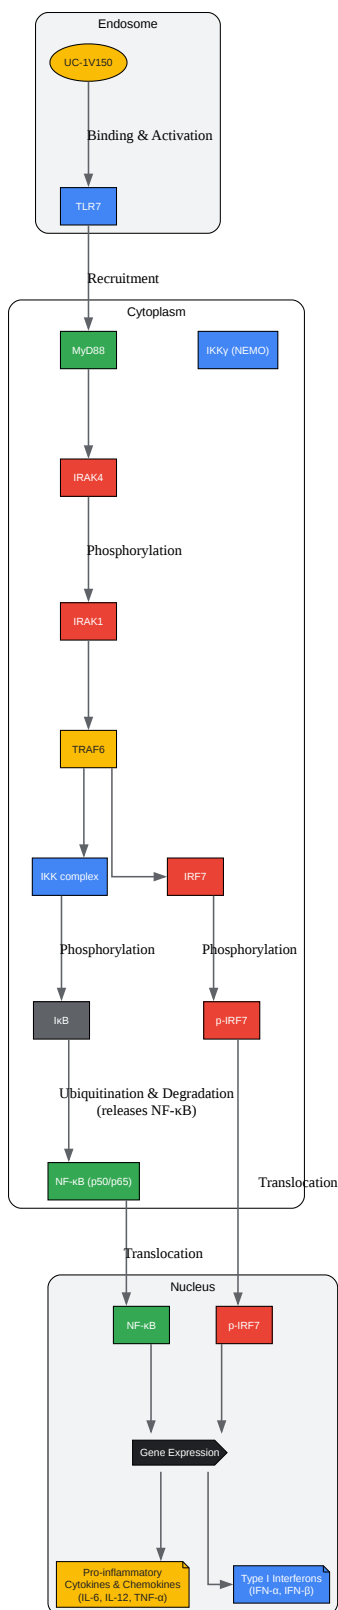 Endosome
UC-1V150
Binding & Activation
TLR7
Recruitment
Cytoplasm
MyD88
IKKγ (NEMO)
IRAK4
Phosphorylation
IRAK1
TRAF6
IKK complex
IRF7
Phosphorylation
Phosphorylation
IκB
p-IRF7
Ubiquitination & Degradation
(releases NF-κB)
NF-κB (p50/p65)
Translocation
Translocation
Nucleus
NF-κB
p-IRF7
Gene Expression
Pro-inflammatory
Cytokines & Chemokines
(IL-6, IL-12, TNF-α)
Type I Interferons
(IFN-α, IFN-β)